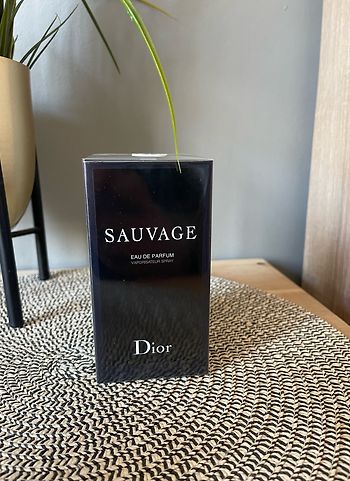 SAUVAGE
EAU DE PARFUM
VAPORISATEUR SPRAY
Dior